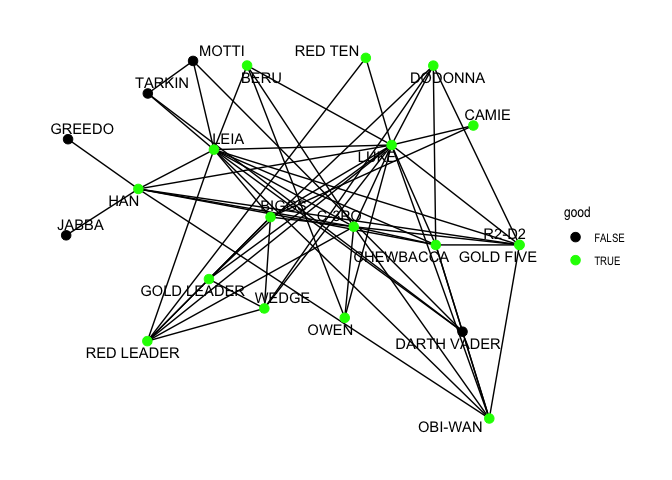 MOTTI
RED TEN
BERU
DODONNA
TARKIN
CAMIE
GREEDO
LEIA
LUKE
HAN
BIGGS
C-3PO
JABBA
R2-D2
CHEWBACCA
GOLD FIVE
GOLD LEADER
WEDGE
OWEN
DARTH VADER
RED LEADER
OBI-WAN
good
FALSE
TRUE